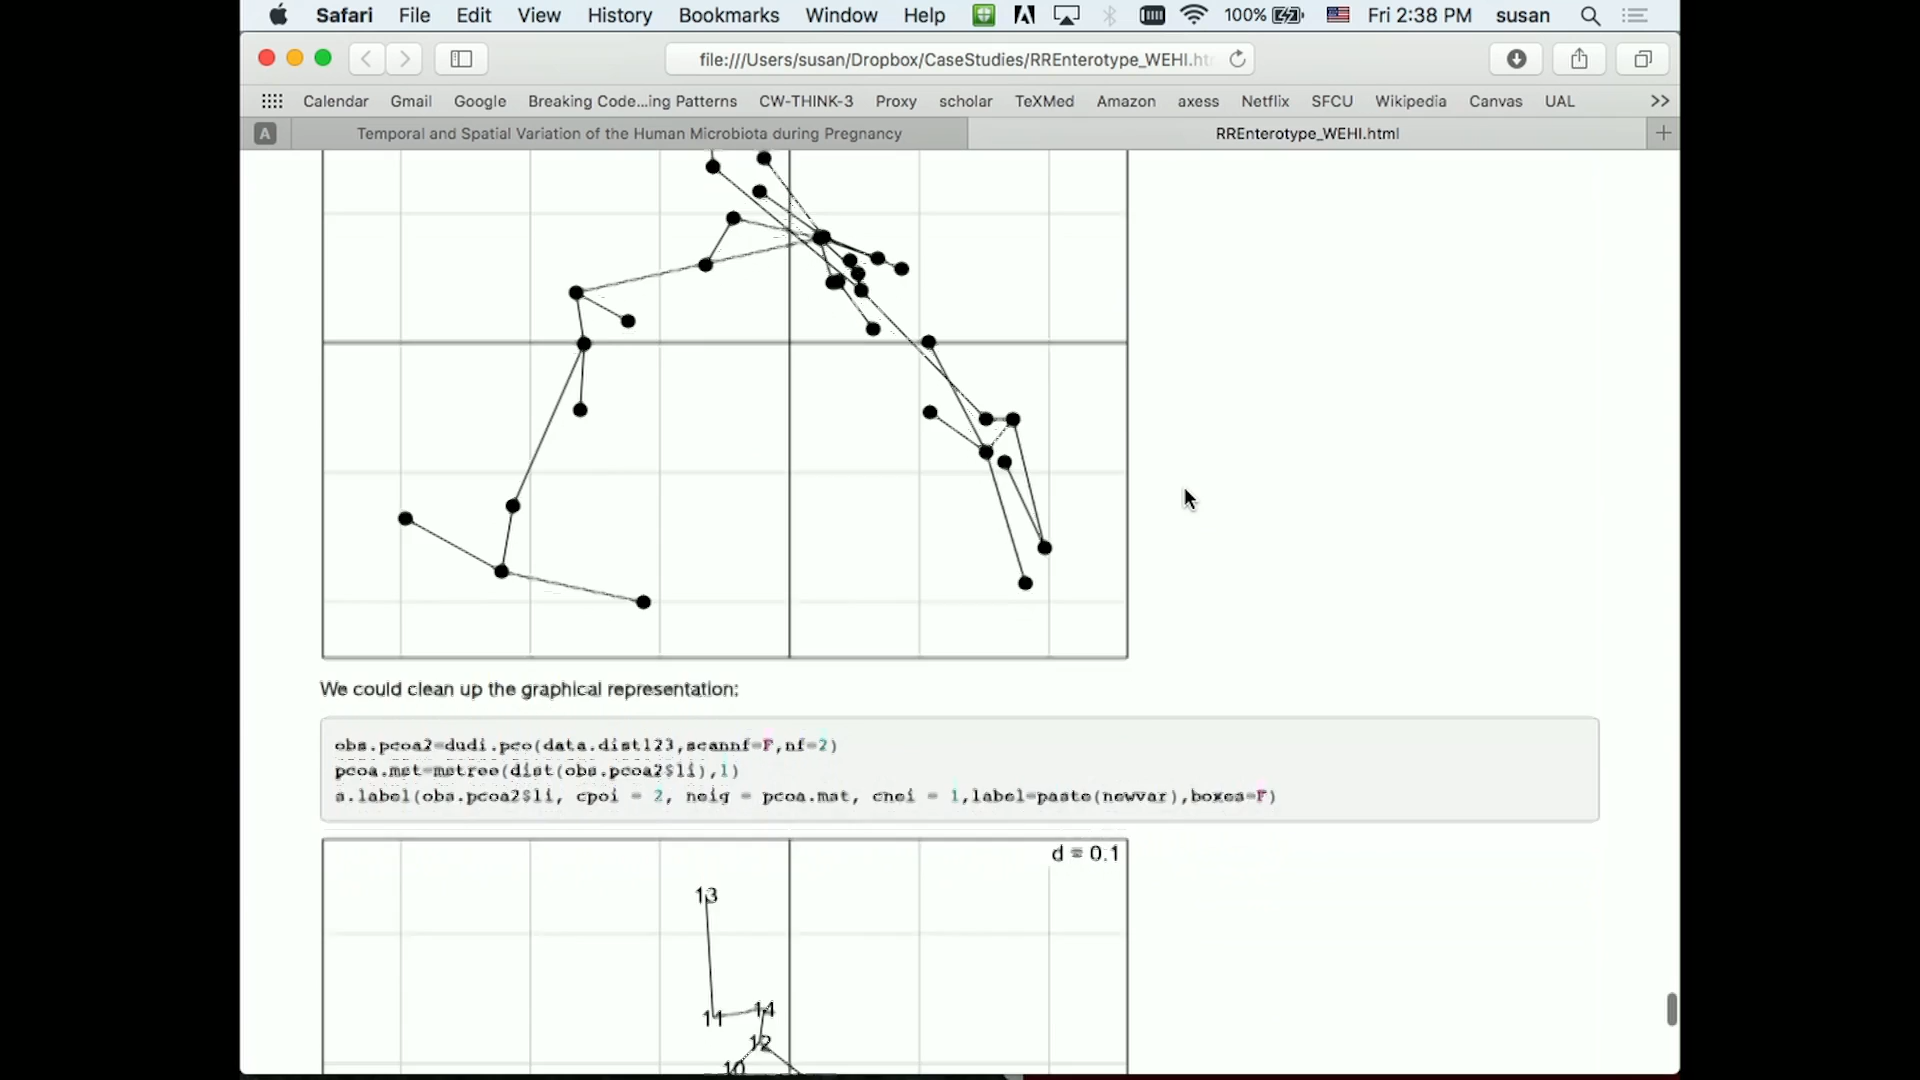 Safari File Edit View History Bookmarks Window Help 100% Fri 2:38 PM susan
file:///Users/susan/Dropbox/CaseStudies/RREnterotype_WEHI.ht
Calendar Gmail Google Breaking Code...ing Patterns CW-THINK-3 Proxy scholar TeXMed Amazon axess Netflix SFCU Wikipedia Canvas UAL >>
A Temporal and Spatial Variation of the Human Microbiota during Pregnancy RREnterotype_WEHI.html
We could clean up the graphical representation:
obs.pcoa2=dudi.pco(data.dist123,scannf=F,nf=2)
pcoa.mst=mstree(dist(obs.pcoa2$li),1)
s.label(obs.pcoa2$li, cpoi = 2, neig = pcoa.mst, cnei = 1,label=paste(newvar),boxes=F)
d = 0.1
13
14
11
12
10